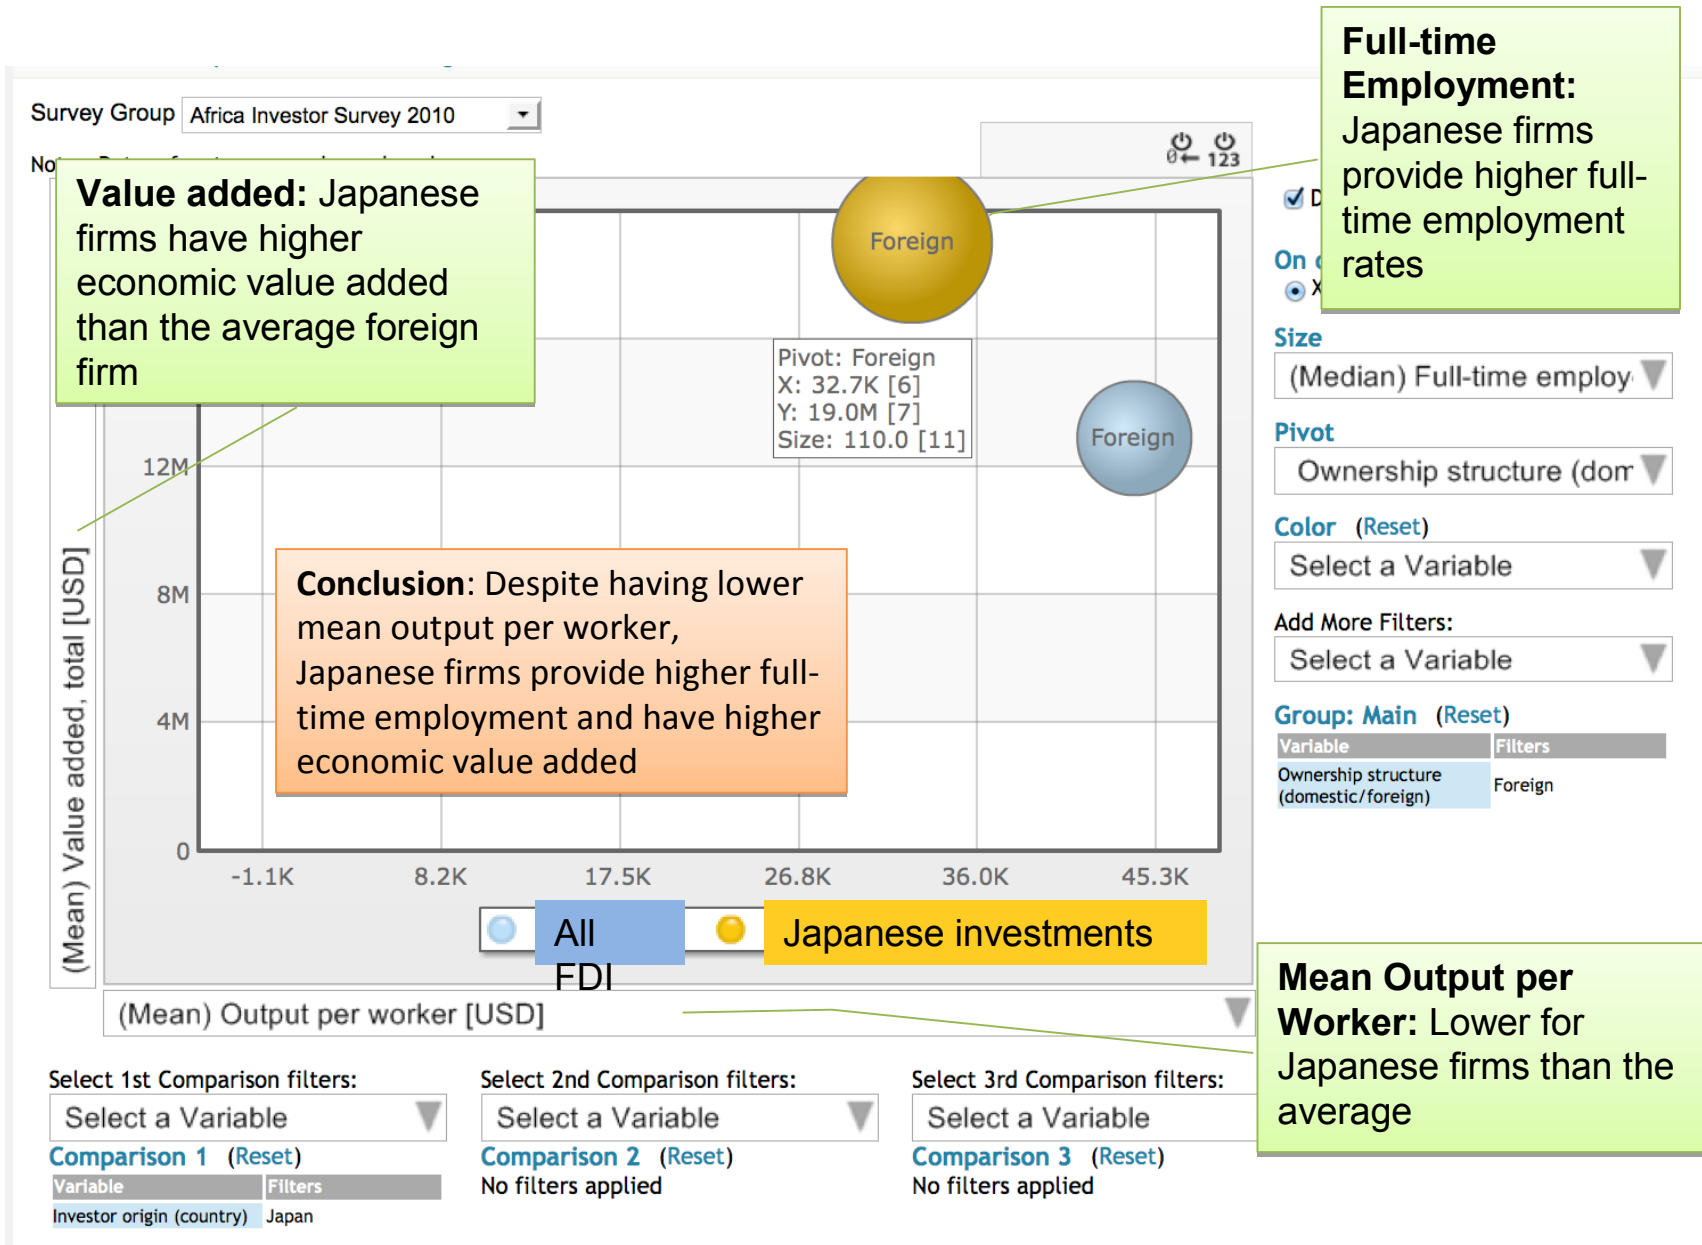 Full-time
Employment:
Japanese firms
provide higher full-
time employment
rates
Survey Group Africa Investor Survey 2010
0 123
Value added: Japanese
firms have higher
economic value added
than the average foreign
firm
Foreign
Pivot: Foreign
X: 32.7K [6]
Y: 19.0M [7]
Size: 110.0 [11]
Foreign
12M
8M
4M
0
(Mean) Value added, total [USD]
Conclusion: Despite having lower
mean output per worker,
Japanese firms provide higher full-
time employment and have higher
economic value added
-1.1K 8.2K 17.5K 26.8K 36.0K 45.3K
All
FDI
Japanese investments
(Mean) Output per worker [USD]
Size
(Median) Full-time employ
Pivot
Ownership structure (dom
Color (Reset)
Select a Variable
Add More Filters:
Select a Variable
Group: Main (Reset)
Variable Filters
Ownership structure
(domestic/foreign) Foreign
Mean Output per
Worker: Lower for
Japanese firms than the
average
Select 1st Comparison filters: Select 2nd Comparison filters: Select 3rd Comparison filters:
Select a Variable Select a Variable Select a Variable
Comparison 1 (Reset) Comparison 2 (Reset) Comparison 3 (Reset)
Variable Filters No filters applied No filters applied
Investor origin (country) Japan